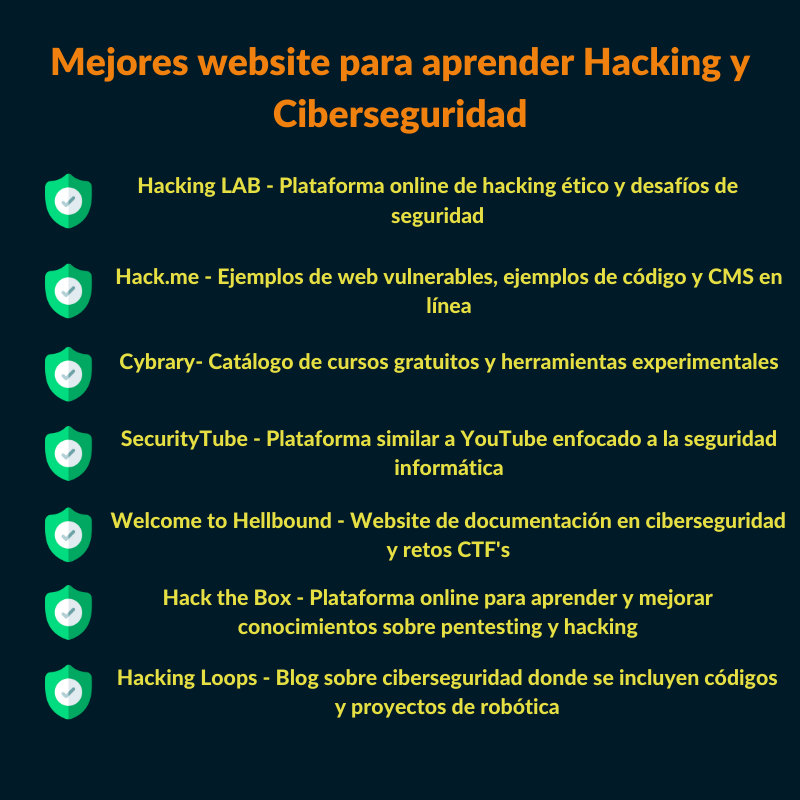 Mejores website para aprender Hacking y
Ciberseguridad
Hacking LAB - Plataforma online de hacking ético y desafíos de
seguridad
Hack.me - Ejemplos de web vulnerables, ejemplos de código y CMS en
línea
Cybrary- Catálogo de cursos gratuitos y herramientas experimentales
SecurityTube - Plataforma similar a YouTube enfocado a la seguridad
informática
Welcome to Hellbound - Website de documentación en ciberseguridad
y retos CTF's
Hack the Box - Plataforma online para aprender y mejorar
conocimientos sobre pentesting y hacking
Hacking Loops - Blog sobre ciberseguridad donde se incluyen códigos
y proyectos de robótica